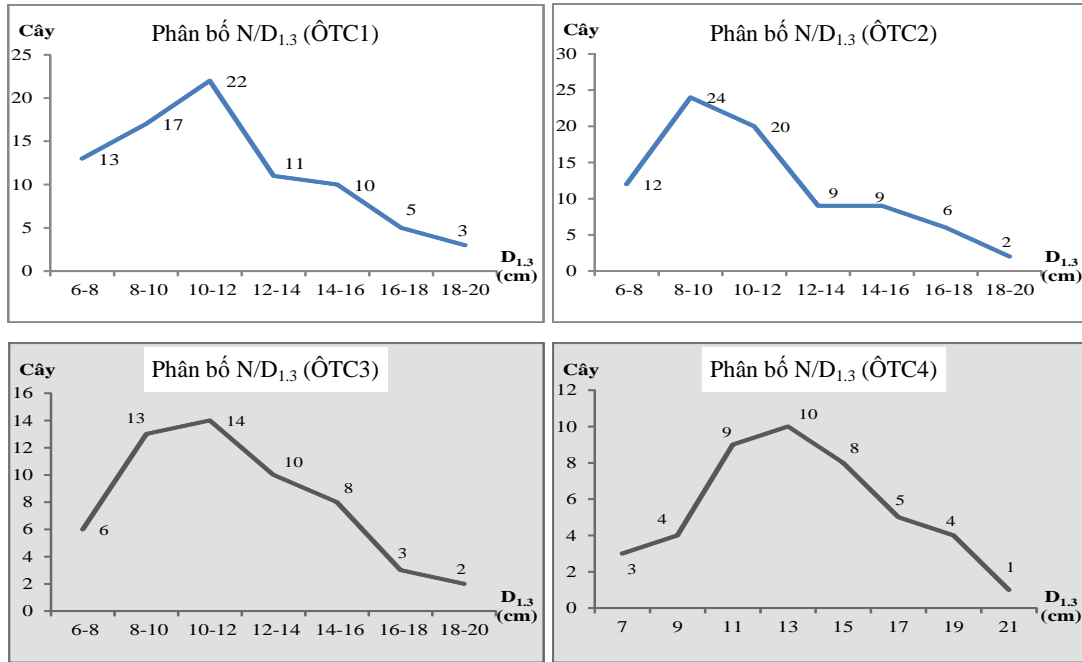 Cây
Phân bố N/D1.3 (ÔTC1)
25
20
15
10
5
0
13
17
22
11
10
5
3
D1.3
(cm)
6-8 8-10 10-12 12-14 14-16 16-18 18-20
Cây
Phân bố N/D1.3 (ÔTC2)
30
25
20
15
10
5
0
12
24
20
9
9
6
2
D1.3
(cm)
6-8 8-10 10-12 12-14 14-16 16-18 18-20
Cây
Phân bố N/D1.3 (ÔTC3)
16
14
12
10
8
6
4
2
0
6
13
14
10
8
3
2
D1.3
(cm)
6-8 8-10 10-12 12-14 14-16 16-18 18-20
Cây
Phân bố N/D1.3 (ÔTC4)
12
10
8
6
4
2
0
3
4
9
10
8
5
4
1
D1.3
(cm)
7 9 11 13 15 17 19 21